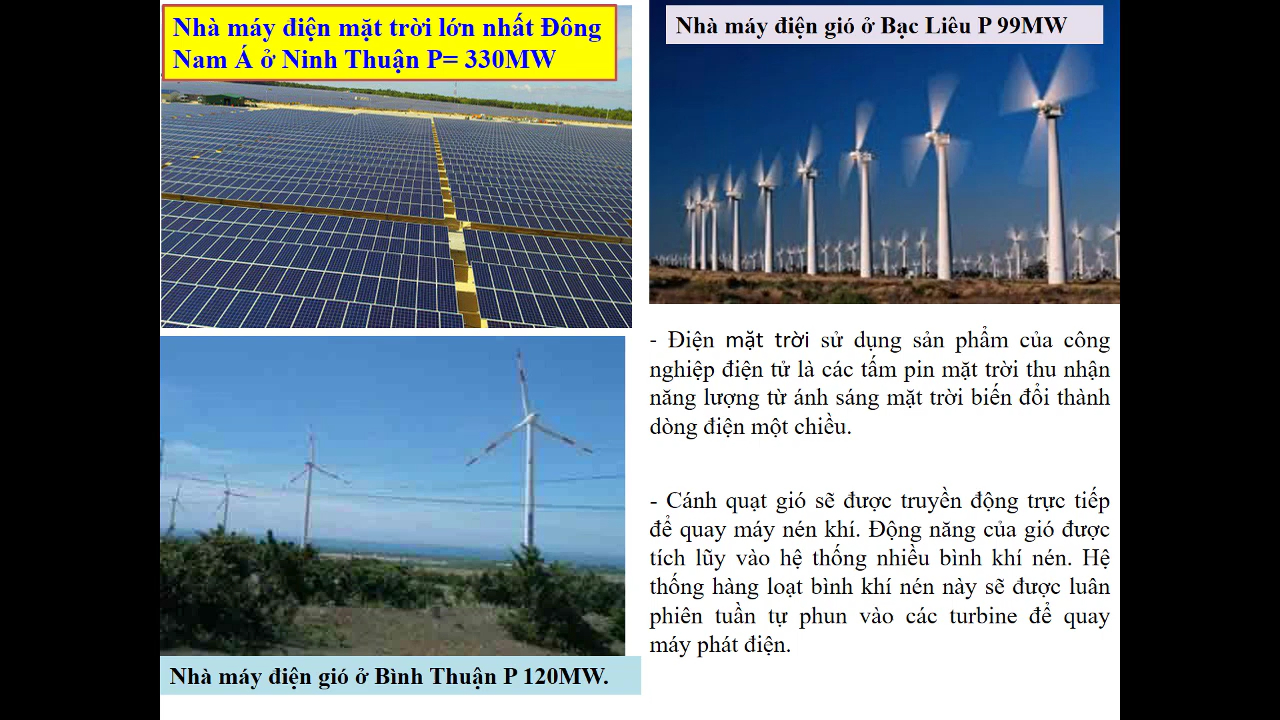 Nhà máy diện mặt trời lớn nhất Đông
Nam Á ở Ninh Thuận P= 330MW
Nhà máy điện gió ở Bạc Liêu P 99MW
- Điện mặt trời sử dụng sản phẩm của công
nghiệp điện tử là các tấm pin mặt trời thu nhận
năng lượng từ ánh sáng mặt trời biến đổi thành
dòng điện một chiều.
- Cánh quạt gió sẽ được truyền động trực tiếp
để quay máy nén khí. Động năng của gió được
tích lũy vào hệ thống nhiều bình khí nén. Hệ
thống hàng loạt bình khí nén này sẽ được luân
phiên tuần tự phun vào các turbine để quay
máy phát điện.
Nhà máy điện gió ở Bình Thuận P 120MW.